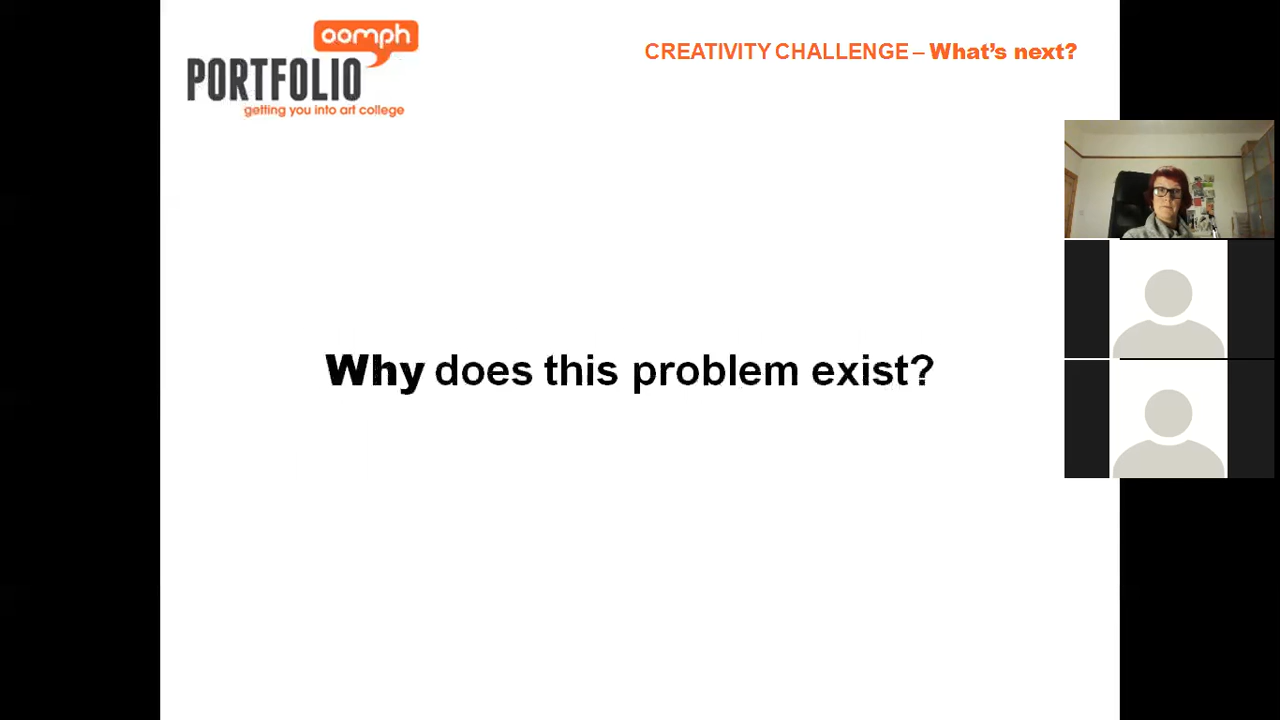 oomph
PORTFOLIO
getting you into art college
CREATIVITY CHALLENGE – What's next?
Why does this problem exist?